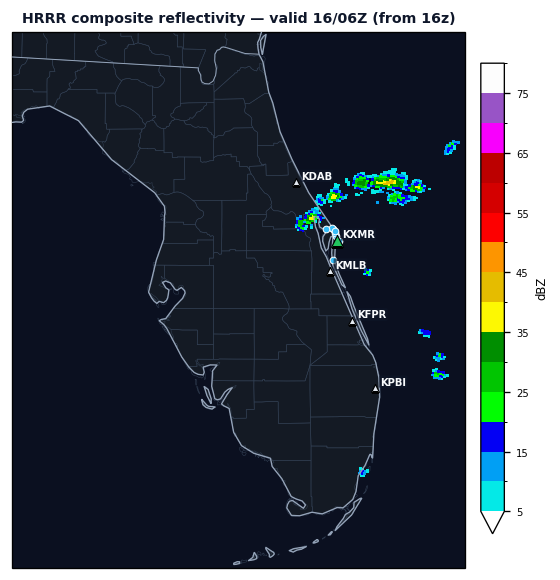 HRRR composite reflectivity — valid 16/06Z (from 16z)
75
65
55
45
35
25
15
5
dBZ
KDAB
KXMR
KMLB
KFPR
KPBI